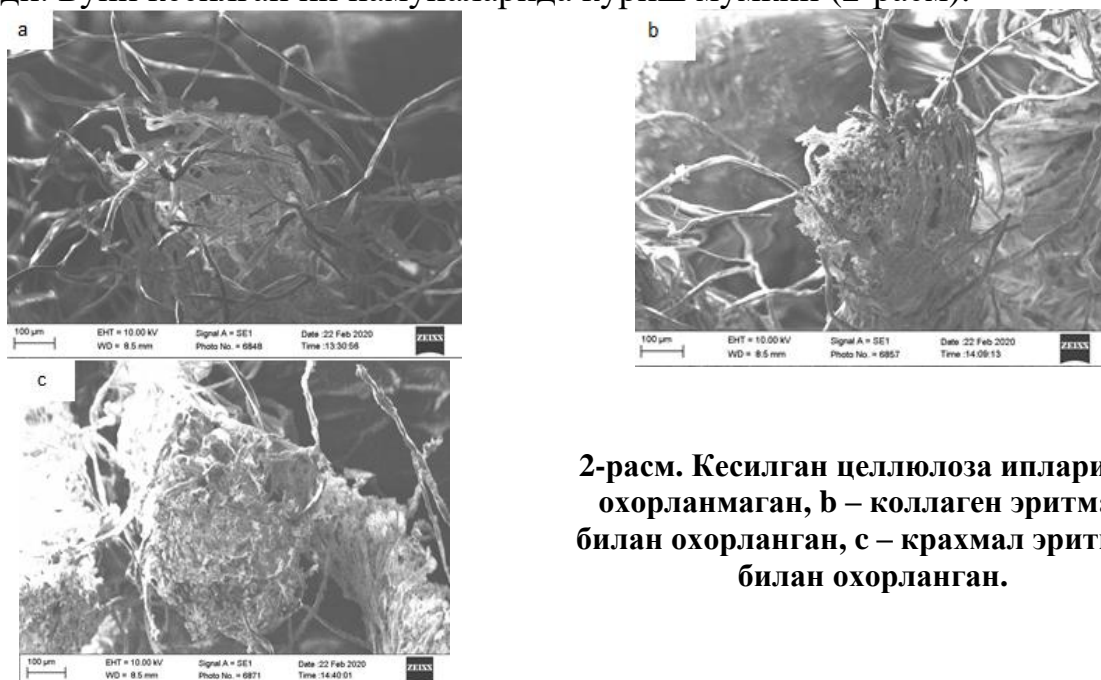 (2-расм).
a
100 µm
EHT = 10.00 kV
WD = 8.5 mm
Signal A = SE1
Photo No. = 6848
Date :22 Feb 2020
Time :13:30:56
ZEISS
b
100 µm
EHT = 10.00 kV
WD = 8.5 mm
Signal A = SE1
Photo No. = 6857
Date :22 Feb 2020
Time :14:09:13
ZEISS
c
100 µm
EHT = 10.00 kV
WD = 8.5 mm
Signal A = SE1
Photo No. = 6871
Date :22 Feb 2020
Time :14:40:01
ZEISS
2-расм. Кесилган целлюлоза
охорланмаган, b – коллаген
билан охорланган, с – крахмал
билан охорланган.